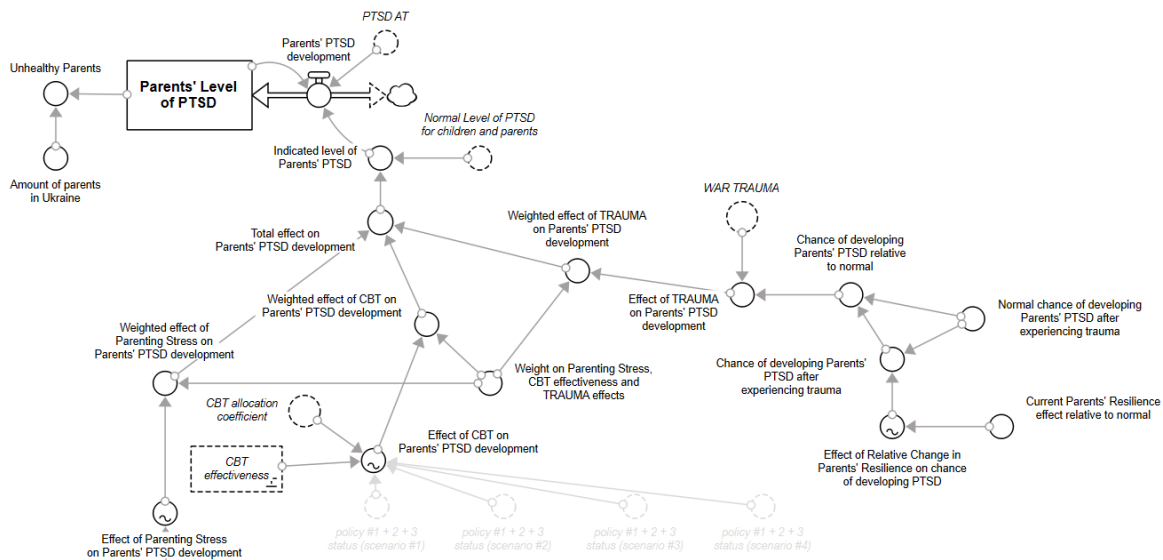 PTSD AT
Parents' PTSD
development
Unhealthy Parents
Parents' Level
of PTSD
Normal Level of PTSD
for children and parents
Indicated level of
Parents' PTSD
Amount of parents
in Ukraine
WAR TRAUMA
Weighted effect of TRAUMA
on Parents' PTSD
development
Total effect on
Parents' PTSD development
Chance of developing
Parents' PTSD relative
to normal
Weighted effect of CBT on
Parents' PTSD development
Effect of TRAUMA
on Parents' PTSD
development
Normal chance of developing
Parents' PTSD after
experiencing trauma
Weighted effect of
Parenting Stress on
Parents' PTSD development
Weight on Parenting Stress,
CBT effectiveness and
TRAUMA effects
Chance of developing Parents'
PTSD after
experiencing trauma
CBT allocation
coefficient
Current Parents' Resilience
effect relative to normal
Effect of CBT on
Parents' PTSD development
CBT
effectiveness
Effect of Relative Change in
Parents' Resilience on chance
of developing PTSD
Effect of Parenting Stress
on Parents' PTSD development
policy #1 + 2 + 3
status (scenario #1)
policy #1 + 2 + 3
status (scenario #2)
policy #1 + 2 + 3
status (scenario #3)
policy #1 + 2 + 3
status (scenario #4)